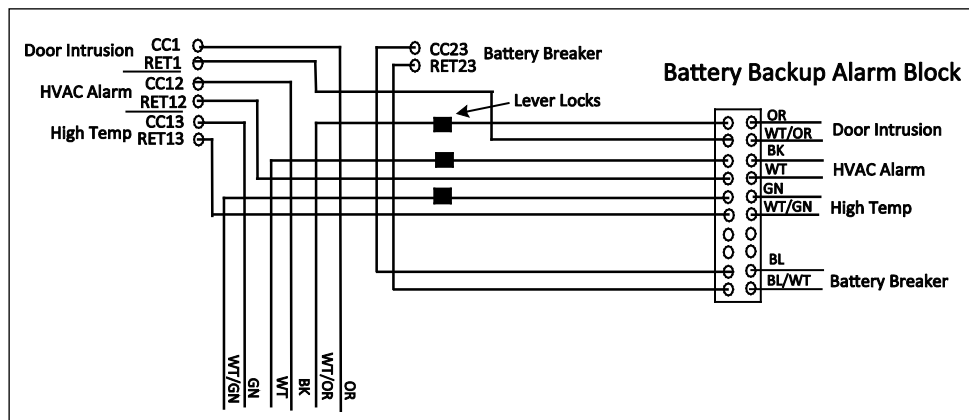 Door Intrusion
CC1
RET1
HVAC Alarm
CC12
RET12
High Temp
CC13
RET13
CC23
RET23
Battery Breaker
Lever Locks
Battery Backup Alarm Block
OR
WT/OR
Door Intrusion
BK
WT
HVAC Alarm
GN
WT/GN
High Temp
BL
BL/WT
Battery Breaker
WT/GN
GN
WT
BK
WT/OR
OR